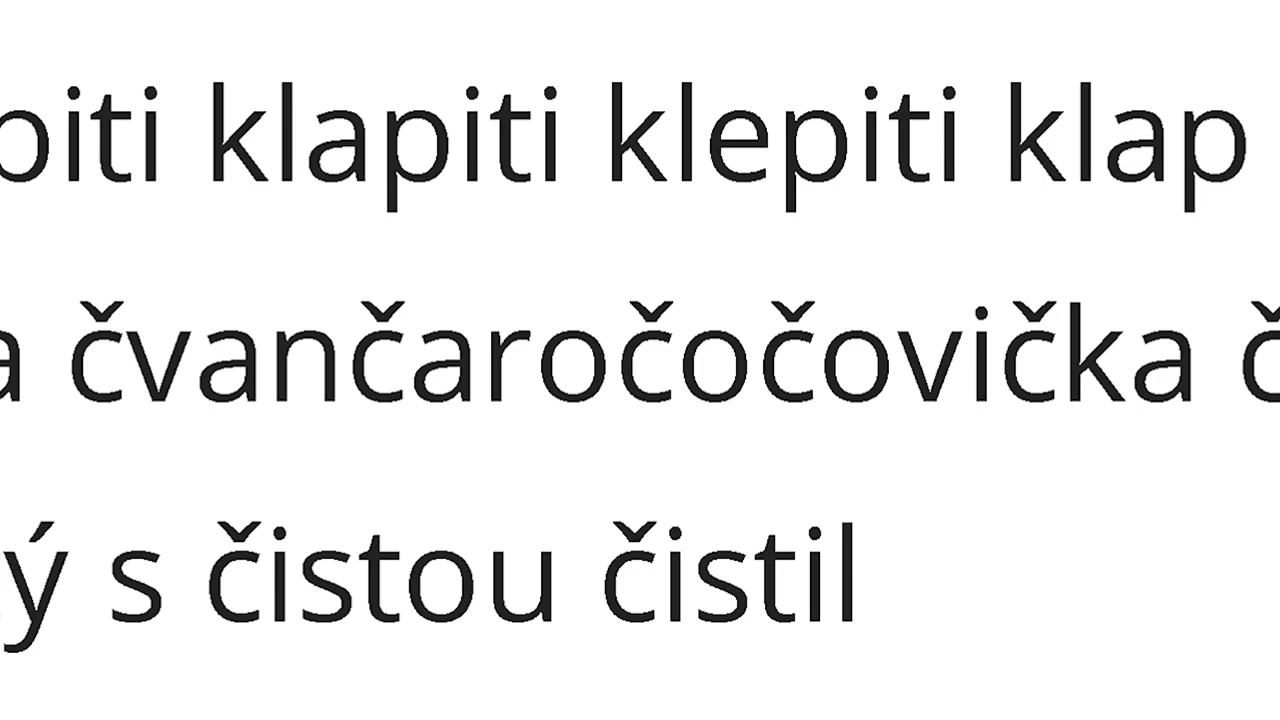 piti klapiti klepiti klap
a čvančaročočovička č
ý s čistou čistil